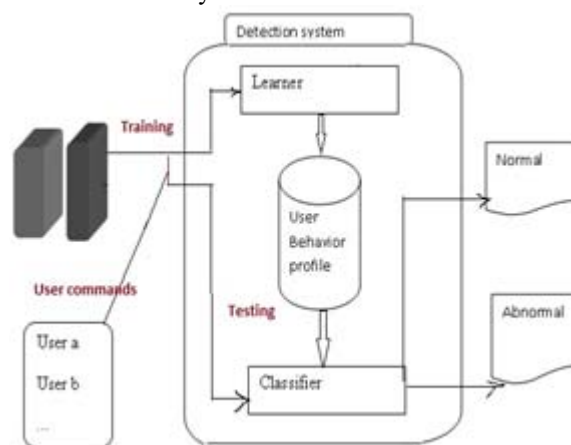 Detection system
Learner
Training
Normal
User
Behavior
profile
User commands
Testing
Abnormal
User a
User b
...
Classifier